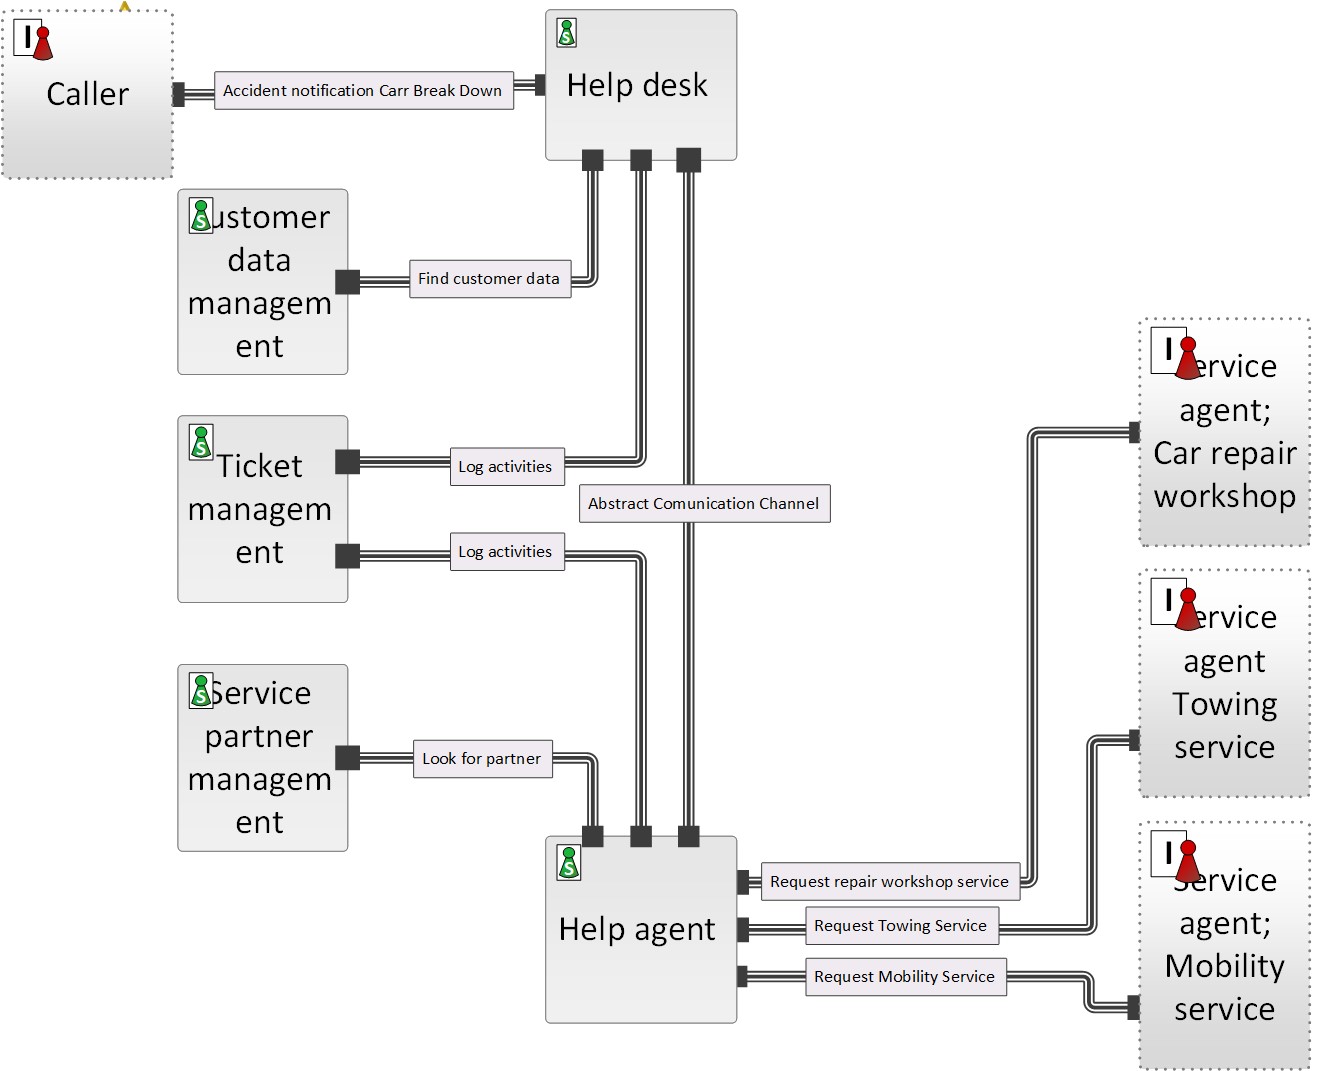 I
Caller
Accident notification Carr Break Down
S
Help desk
S
ustomer
data
managem
ent
Find customer data
S
Ticket
managem
ent
Log activities
Log activities
Abstract Comunication Channel
S
Service
partner
managem
ent
Look for partner
S
Help agent
Request repair workshop service
Request Towing Service
Request Mobility Service
I
ervice
agent;
Car repair
workshop
I
ervice
agent
Towing
service
I
Service
agent;
Mobility
service